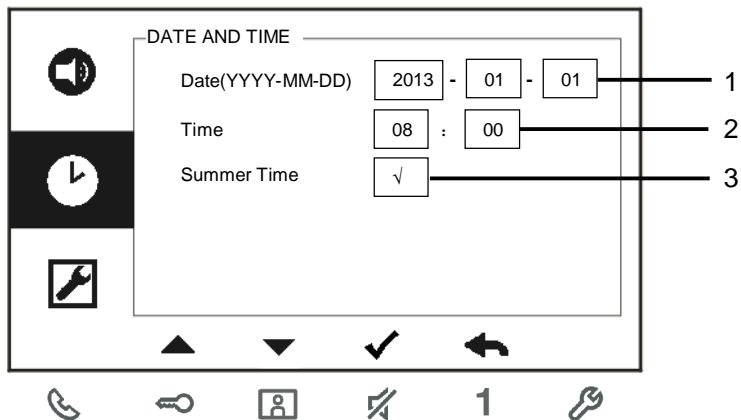 DATE AND TIME
Date(YYYY-MM-DD) 2013 - 01 - 01 1
Time 08 : 00 2
Summer Time √ 3
1